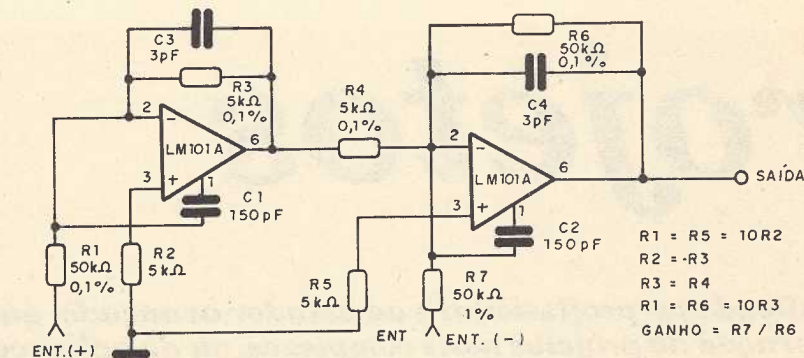 C3
3pF
R3
5kΩ
0,1%
2
LM101A
6
3
1
C1
150pF
R1
50kΩ
0,1%
R2
5kΩ
ENT.(+)
R4
5kΩ
0,1%
R6
50kΩ
0,1%
C4
3pF
2
LM101A
6
SAÍDA
3
1
C2
150pF
R5
5kΩ
R7
50kΩ
1%
ENT
ENT.(-)
R1 = R5 = 10R2
R2 = R3
R3 = R4
R1 = R6 = 10R3
GANHO = R7 / R6